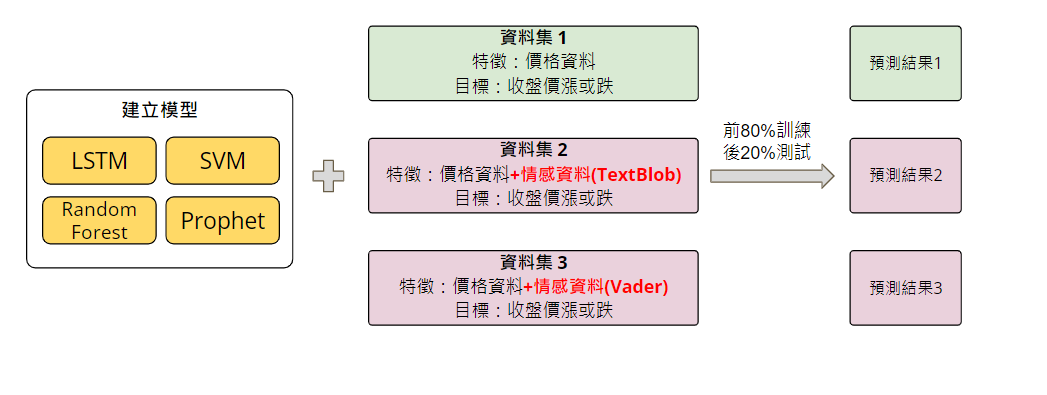 建立模型
LSTM
SVM
Random
Forest
Prophet
資料集 1
特徵：價格資料
目標：收盤價漲或跌
資料集 2
特徵：價格資料+情感資料(TextBlob)
目標：收盤價漲或跌
資料集 3
特徵：價格資料+情感資料(Vader)
目標：收盤價漲或跌
前80%訓練
後20%測試
預測結果1
預測結果2
預測結果3